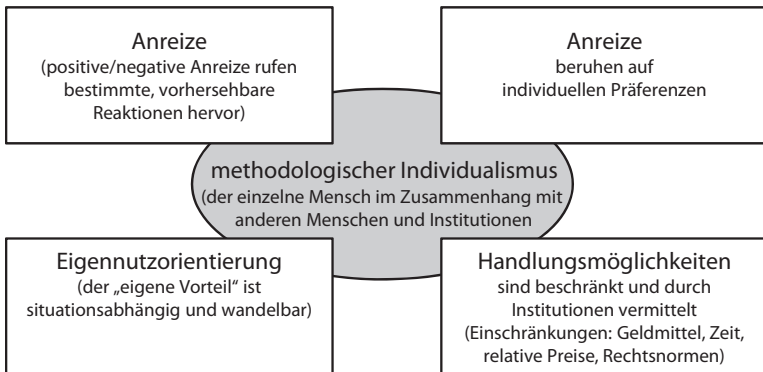 Anreize
(positive/negative Anreize rufen
bestimmte, vorhersehbare
Reaktionen hervor)
Anreize
beruhen auf
individuellen Präferenzen
methodologischer Individualismus
(der einzelne Mensch im Zusammenhang mit
anderen Menschen und Institutionen
Eigennutzorientierung
(der „eigene Vorteil“ ist
situationsabhängig und wandelbar)
Handlungsmöglichkeiten
sind beschränkt und durch
Institutionen vermittelt
(Einschränkungen: Geldmittel, Zeit,
relative Preise, Rechtsnormen)